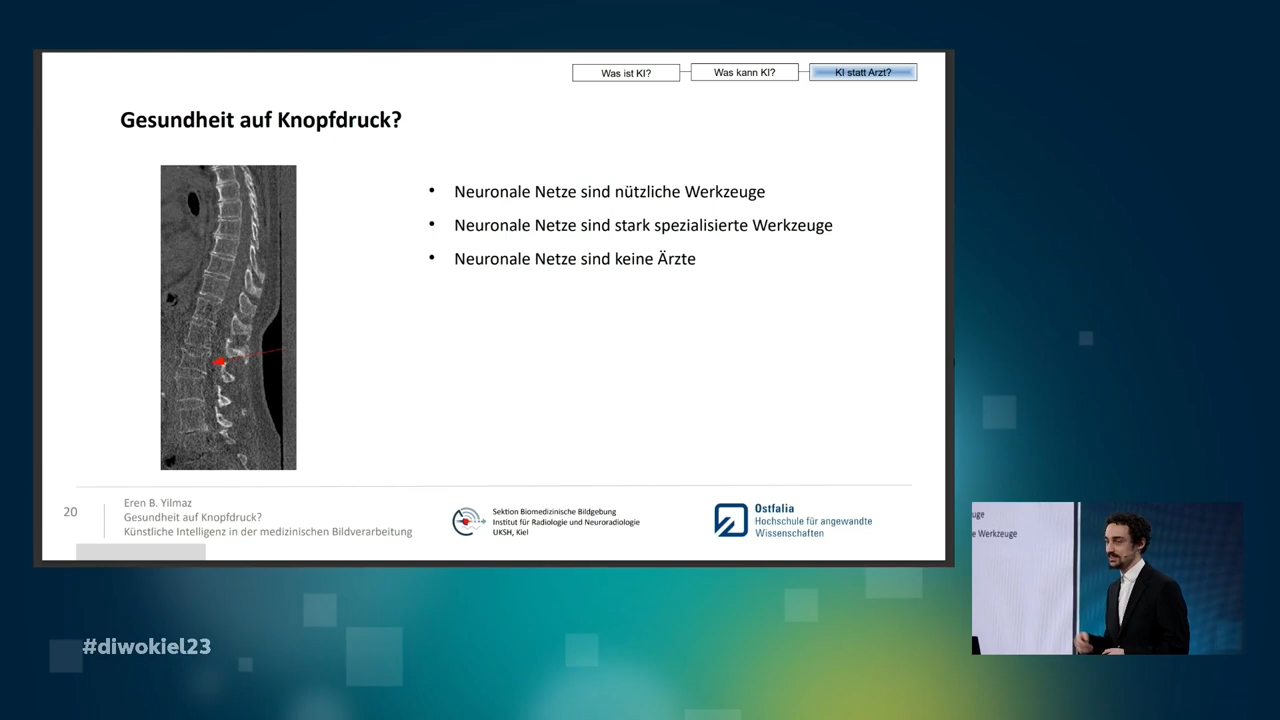 Was ist KI?
Was kann KI?
KI statt Arzt?
Gesundheit auf Knopfdruck?
• Neuronale Netze sind nützliche Werkzeuge
• Neuronale Netze sind stark spezialisierte Werkzeuge
• Neuronale Netze sind keine Ärzte
20
Eren B. Yilmaz
Gesundheit auf Knopfdruck?
Künstliche Intelligenz in der medizinischen Bildverarbeitung
Sektion Biomedizinische Bildgebung
Institut für Radiologie und Neuroradiologie
UKSH, Kiel
Ostfalia
Hochschule für angewandte
Wissenschaften
uge
e Werkzeuge
#diwokiel23